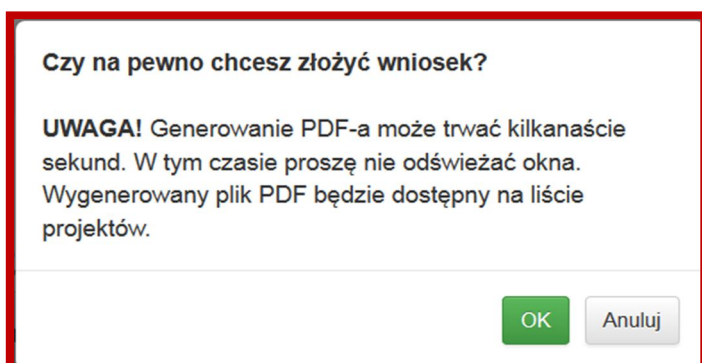 Czy na pewno chcesz złożyć wniosek?
UWAGA! Generowanie PDF-a może trwać kilkanaście
sekund. W tym czasie proszę nie odświeżać okna.
Wygenerowany plik PDF będzie dostępny na liście
projektów.
OK Anuluj